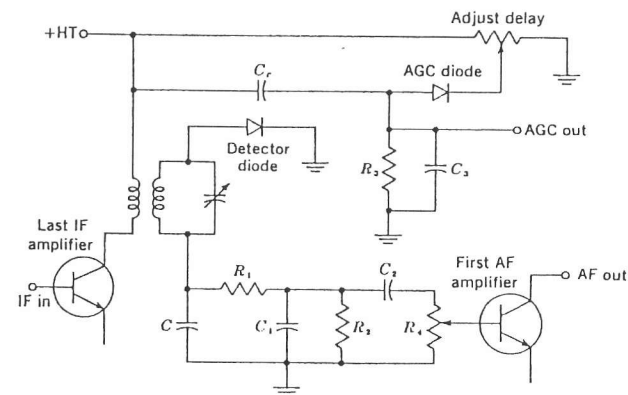 Adjust delay
+HT
Cr
AGC diode
AGC out
Detector
diode
R3
C3
Last IF
amplifier
IF in
R1
C2
First AF
amplifier
AF out
C
C1
R2
R4